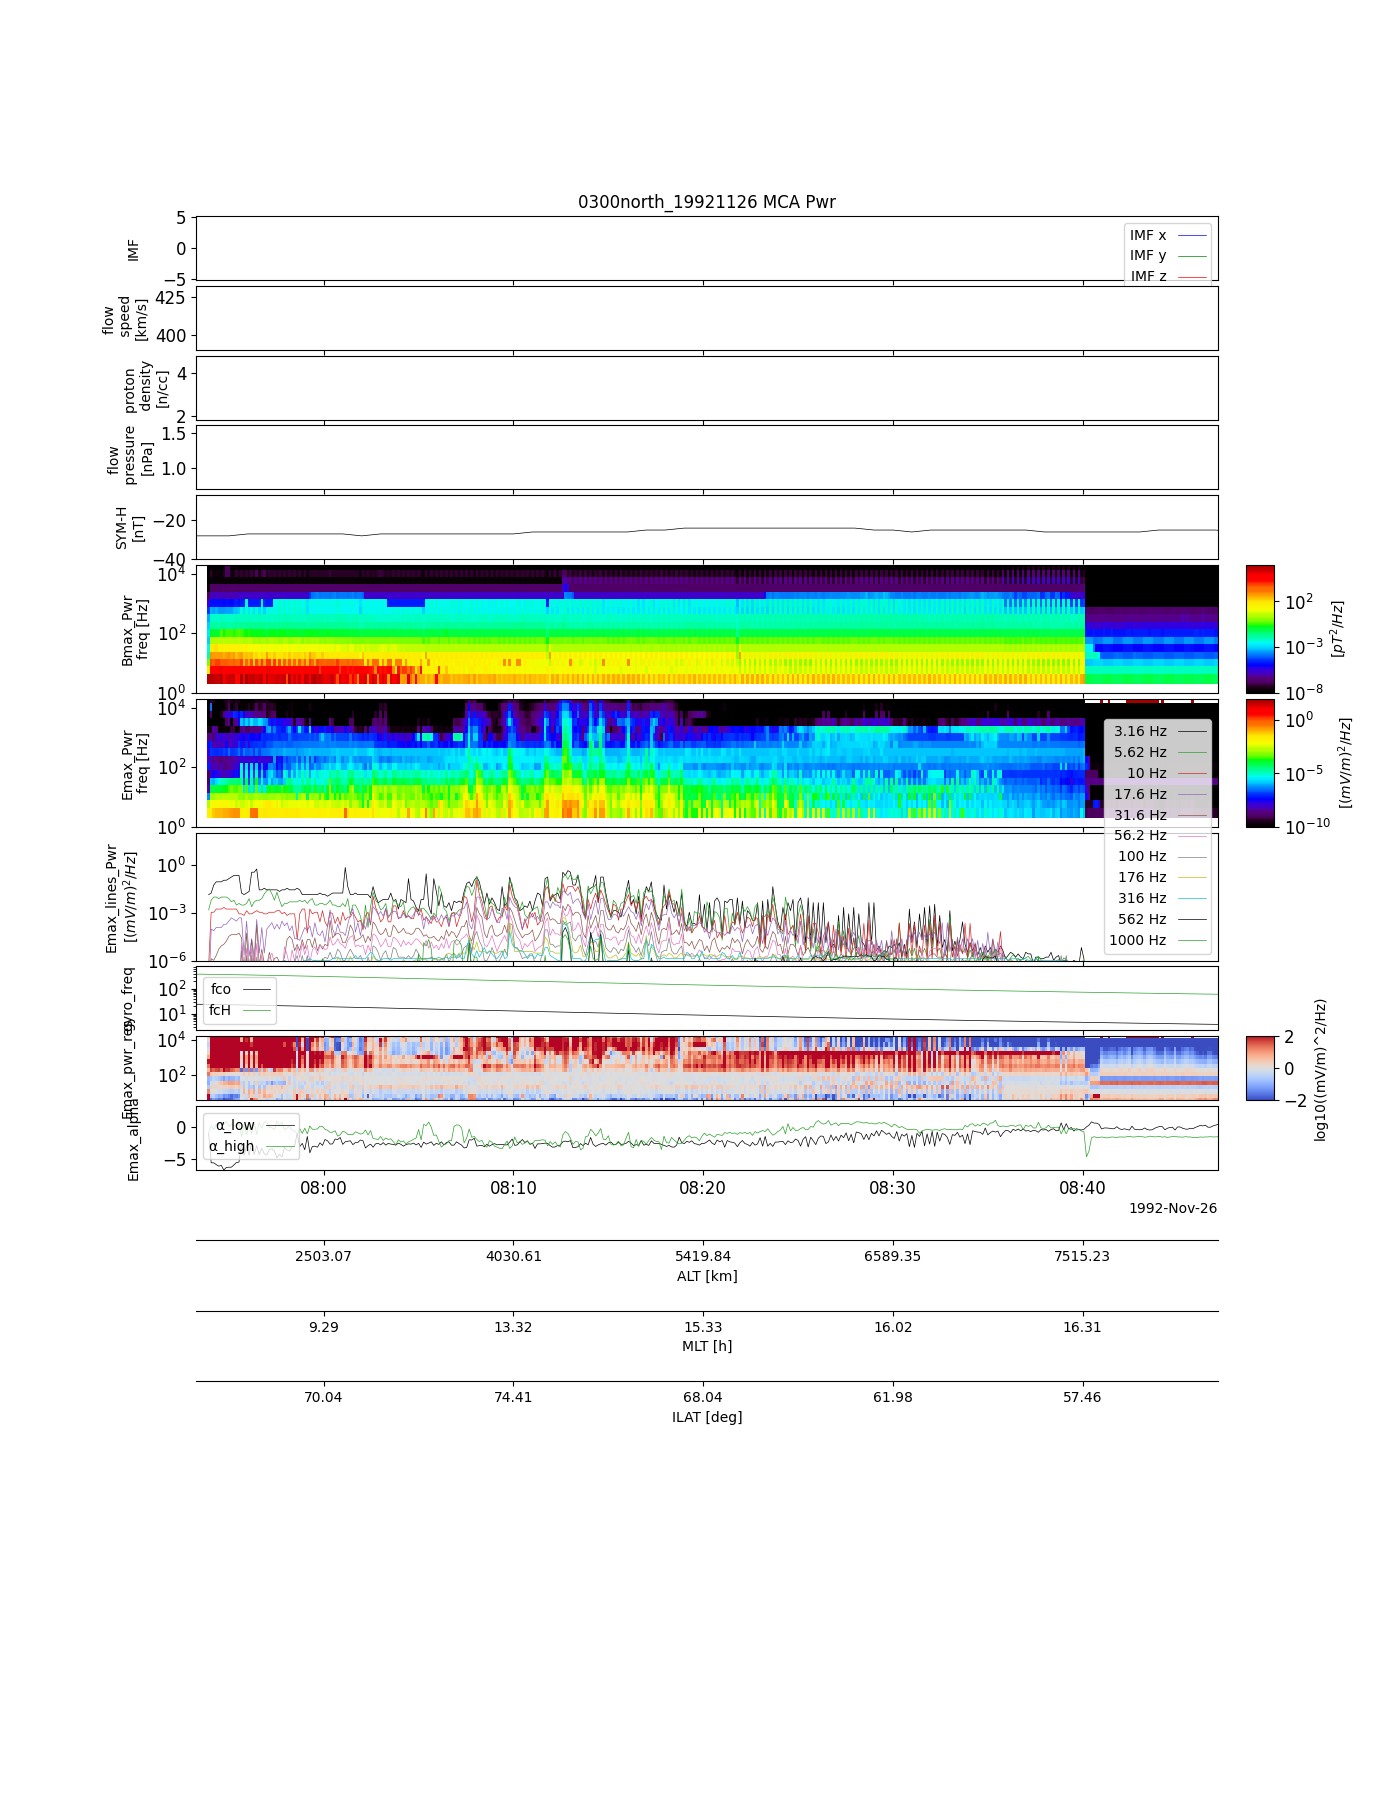 0300north_19921126 MCA Pwr
5
0
−5
IMF
IMF x
IMF y
IMF z
425
400
flow
speed
[km/s]
4
2
proton
density
[n/cc]
1.5
1.0
flow
pressure
[nPa]
−20
−40
SYM-H
[nT]
10^4
10^2
10^0
Bmax_Pwr
freq [Hz]
10^2
10^-3
10^-8
[pT^2/Hz]
10^4
10^2
10^0
Emax_Pwr
freq [Hz]
10^0
10^-5
10^-10
[(mV/m)^2/Hz]
3.16 Hz
5.62 Hz
10 Hz
17.6 Hz
31.6 Hz
56.2 Hz
100 Hz
176 Hz
316 Hz
562 Hz
1000 Hz
10^0
10^-3
10^-6
Emax_lines_Pwr
[(mV/m)^2/Hz]
10^2
10^1
gyro_freq
fco
fcH
10^4
10^2
Emax_pwr_res
2
0
−2
log10((mV/m)^2/Hz)
0
−5
Emax_alpha
α_low
α_high
08:00 08:10 08:20 08:30 08:40
1992-Nov-26
2503.07 4030.61 5419.84 6589.35 7515.23
ALT [km]
9.29 13.32 15.33 16.02 16.31
MLT [h]
70.04 74.41 68.04 61.98 57.46
ILAT [deg]